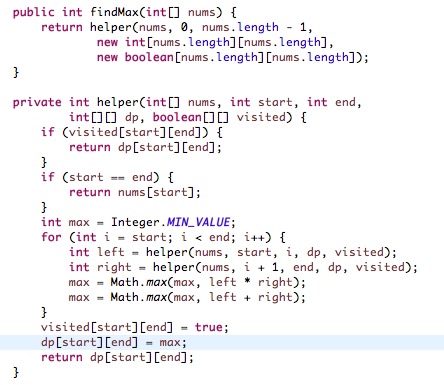 public int findMax(int[] nums) {
    return helper(nums, 0, nums.length - 1,
            new int[nums.length][nums.length],
            new boolean[nums.length][nums.length]);
}

private int helper(int[] nums, int start, int end,
        int[][] dp, boolean[][] visited) {
    if (visited[start][end]) {
        return dp[start][end];
    }
    if (start == end) {
        return nums[start];
    }
    int max = Integer.MIN_VALUE;
    for (int i = start; i < end; i++) {
        int left = helper(nums, start, i, dp, visited);
        int right = helper(nums, i + 1, end, dp, visited);
        max = Math.max(max, left * right);
        max = Math.max(max, left + right);
    }
    visited[start][end] = true;
    dp[start][end] = max;
    return dp[start][end];
}